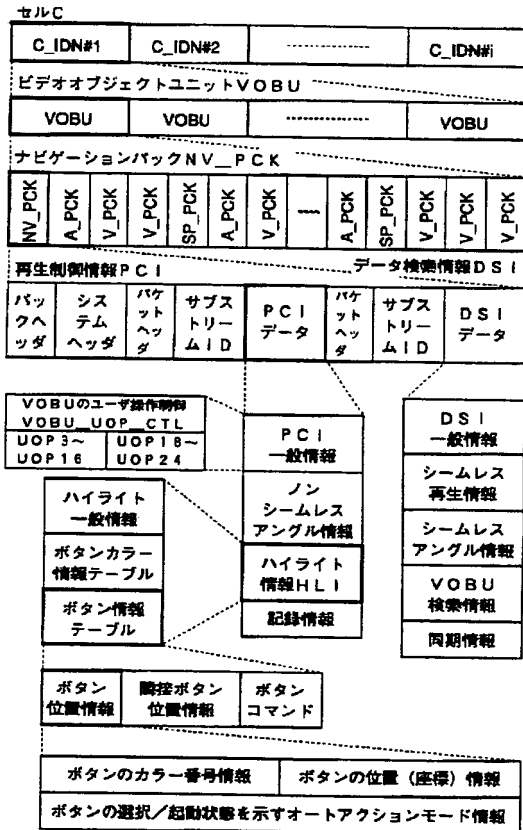 セルC
C_IDN#1 C_IDN#2 C_IDN#i
ビデオオブジェクトユニットVOBU
VOBU VOBU VOBU
ナビゲーションパックNV_PCK
NV_PCK A_PCK V_PCK V_PCK SP_PCK A_PCK V_PCK A_PCK SP_PCK V_PCK V_PCK V_PCK
再生制御情報PCI データ検索情報DSI
パッ
クヘ
ッダ
シス
テム
ヘッダ
パケ
ットヘッ
ダ
サブス
トリー
ムID
PCI
データ
パケ
ットヘッ
ダ
サブス
トリー
ムID
DSI
データ
VOBUのユーザ操作制御
VOBU_UOP_CTL
UOP3~
UOP16
UOP18~
UOP24
PCI
一般情報
ノン
シームレス
アングル情報
ハイライト
情報HLI
記録情報
DSI
一般情報
シームレス
再生情報
シームレス
アングル情報
VOBU
検索情報
同期情報
ハイライト
一般情報
ボタンカラー
情報テーブル
ボタン情報
テーブル
ボタン
位置情報
隣接ボタン
位置情報
ボタン
コマンド
ボタンのカラー番号情報 ボタンの位置(座標)情報
ボタンの選択/起動状態を示すオートアクションモード情報